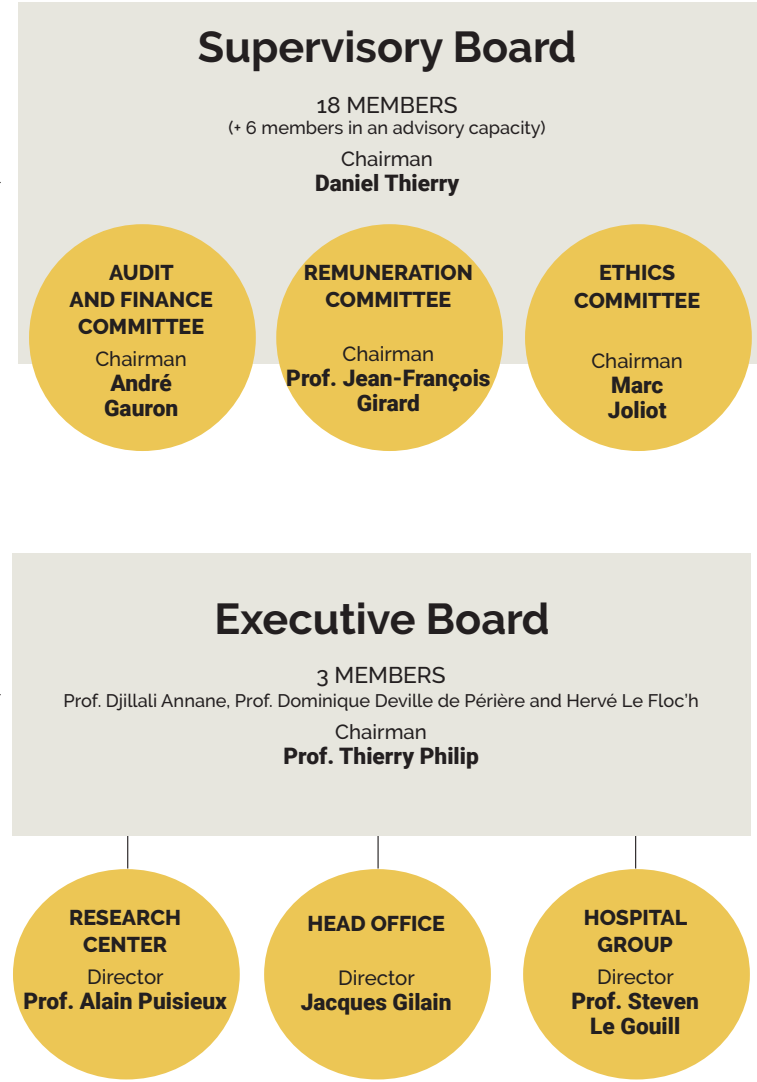 Supervisory Board
18 MEMBERS
(+ 6 members in an advisory capacity)
Chairman
Daniel Thierry
AUDIT
AND FINANCE
COMMITTEE
Chairman
André
Gauron
REMUNERATION
COMMITTEE
Chairman
Prof. Jean-François
Girard
ETHICS
COMMITTEE
Chairman
Marc
Joliot
Executive Board
3 MEMBERS
Prof. Djillali Annane, Prof. Dominique Deville de Périère and Hervé Le Floc'h
Chairman
Prof. Thierry Philip
RESEARCH
CENTER
Director
Prof. Alain Puisieux
HEAD OFFICE
Director
Jacques Gilain
HOSPITAL
GROUP
Director
Prof. Steven
Le Gouill